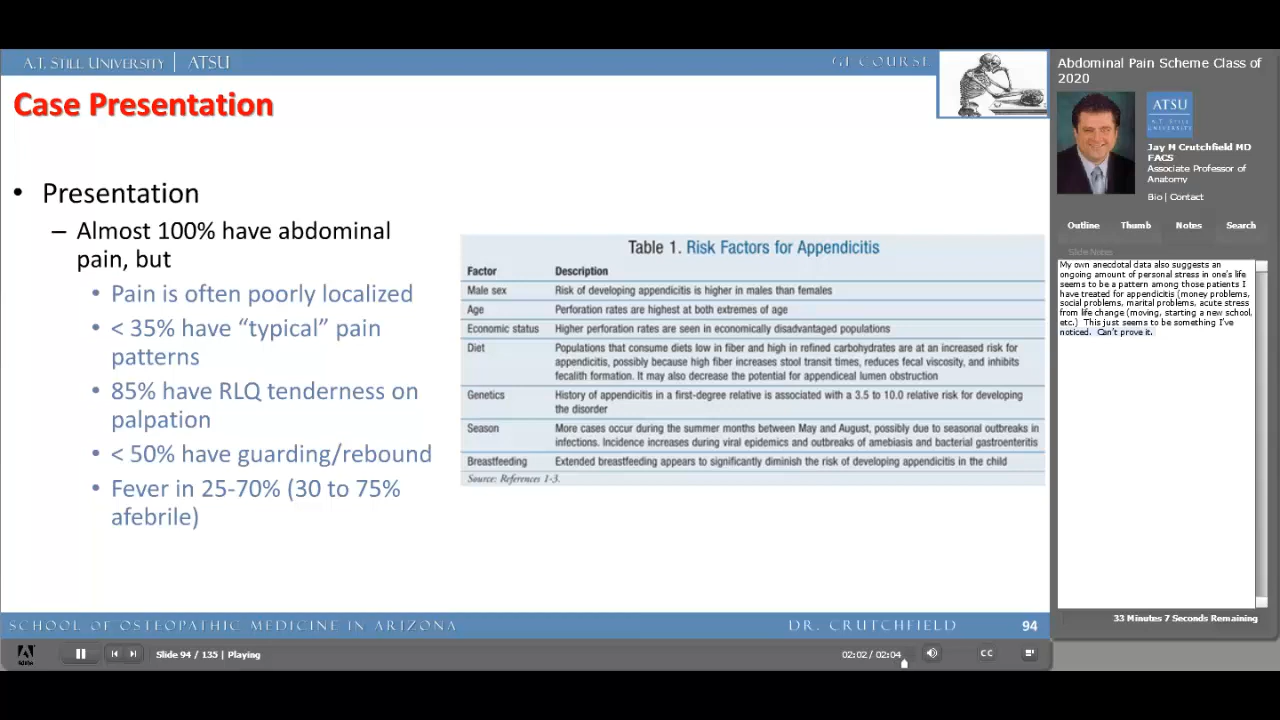 A.T. STILL UNIVERSITY | ATSU
GI COURSE
Case Presentation
• Presentation
– Almost 100% have abdominal
pain, but
• Pain is often poorly localized
• < 35% have “typical” pain
patterns
• 85% have RLQ tenderness on
palpation
• < 50% have guarding/rebound
• Fever in 25-70% (30 to 75%
afebrile)
Table 1. Risk Factors for Appendicitis
Factor Description
Male sex Risk of developing appendicitis is higher in males than females
Age Perforation rates are highest at both extremes of age
Economic status Higher perforation rates are seen in economically disadvantaged populations
Diet Populations that consume diets low in fiber and high in refined carbohydrates are at an increased risk for
appendicitis, possibly because high fiber increases stool transit times, reduces fecal viscosity, and inhibits
fecalith formation. It may also decrease the potential for appendiceal lumen obstruction
Genetics History of appendicitis in a first-degree relative is associated with a 3.5 to 10.0 relative risk for developing
the disorder
Season More cases occur during the summer months between May and August, possibly due to seasonal outbreaks in
infections. Incidence increases during viral epidemics and outbreaks of amebiasis and bacterial gastroenteritis
Breastfeeding Extended breastfeeding appears to significantly diminish the risk of developing appendicitis in the child
Source: References 1-3.
SCHOOL OF OSTEOPATHIC MEDICINE IN ARIZONA
DR. CRUTCHFIELD
94
Slide 94 / 135 | Playing
02:02 / 02:04
CC
Abdominal Pain Scheme Class of
2020
ATSU
A.T. STILL
UNIVERSITY
Jay M Crutchfield MD
FACS
Associate Professor of
Anatomy
Bio | Contact
Outline Thumb Notes Search
Slide Notes
My own anecdotal data also suggests an
ongoing amount of personal stress in one's life
seems to be a pattern among those patients I
have treated for appendicitis (money problems,
social problems, marital problems, acute stress
from life change (moving, starting a new school,
etc.) This just seems to be something I've
noticed. Can't prove it.
33 Minutes 7 Seconds Remaining